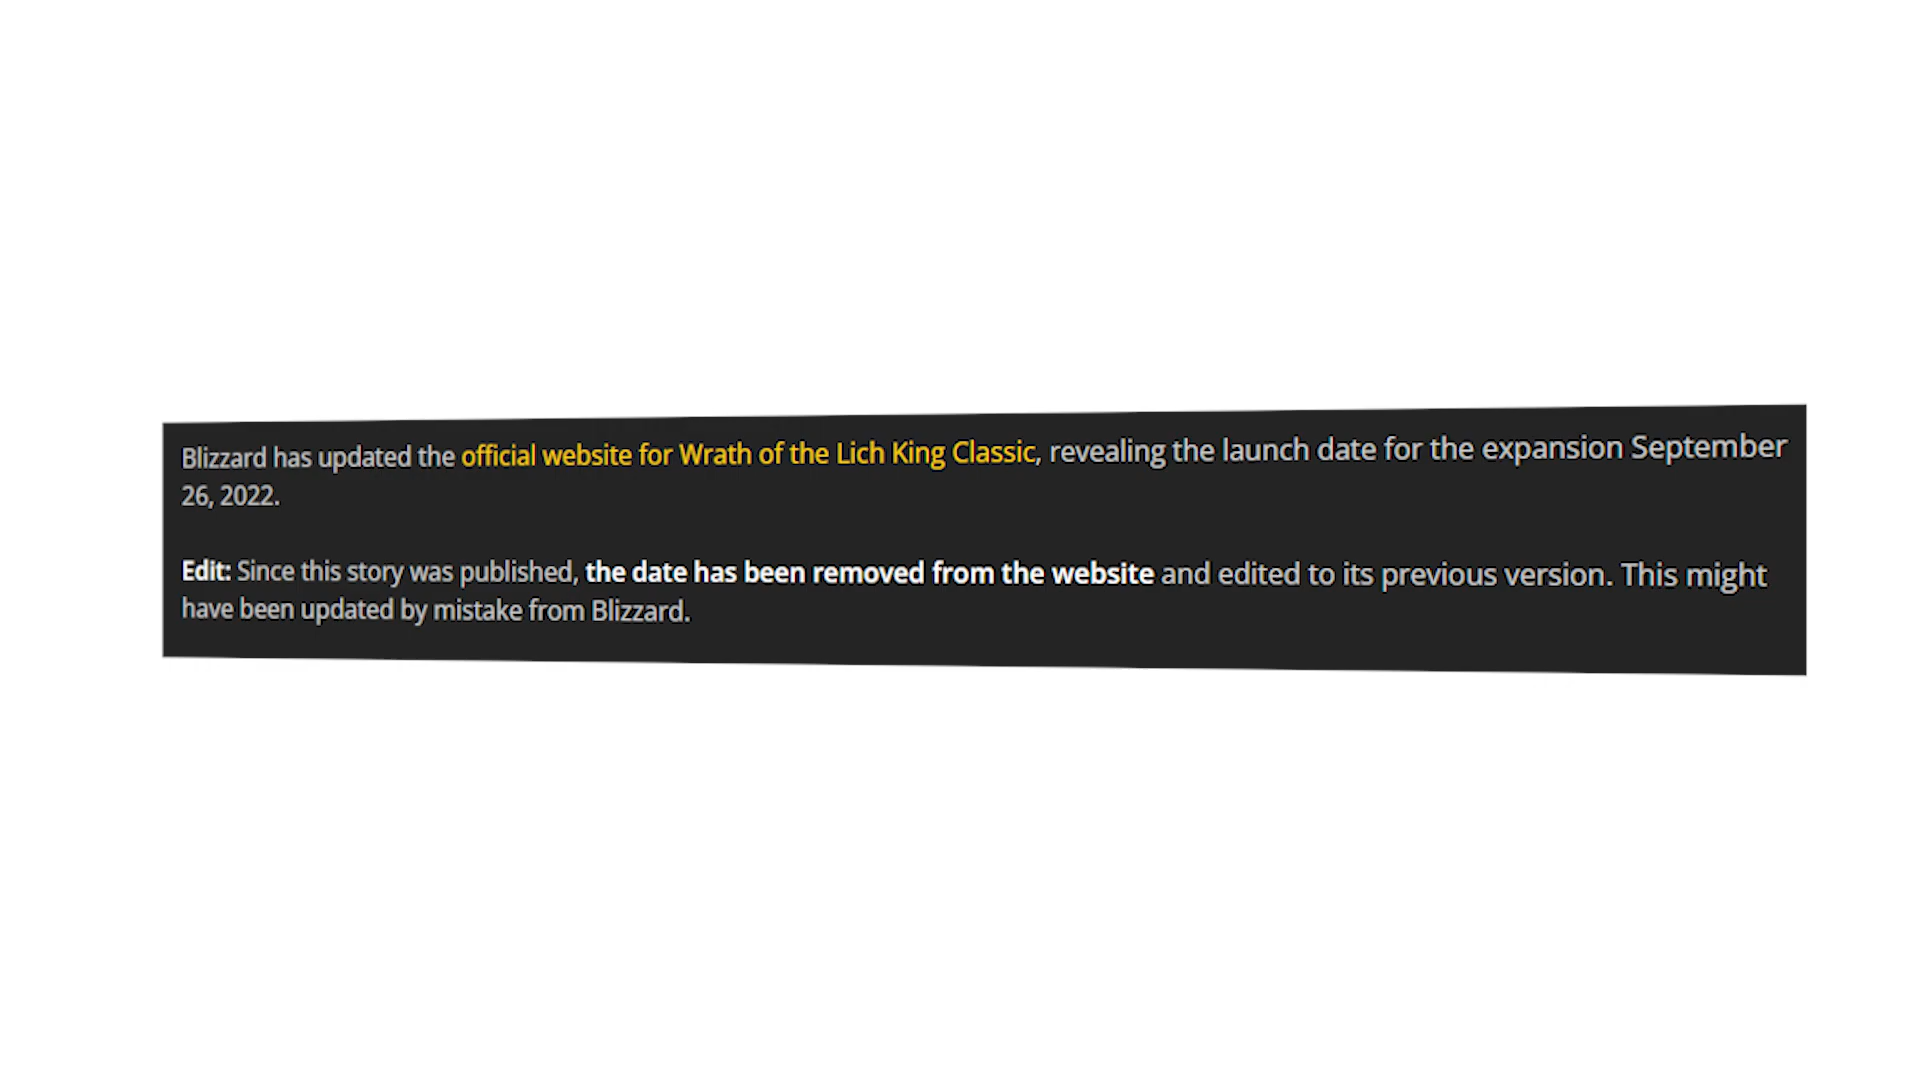 Blizzard has updated the official website for Wrath of the Lich King Classic, revealing the launch date for the expansion September
26, 2022.
Edit: Since this story was published, the date has been removed from the website and edited to its previous version. This might
have been updated by mistake from Blizzard.